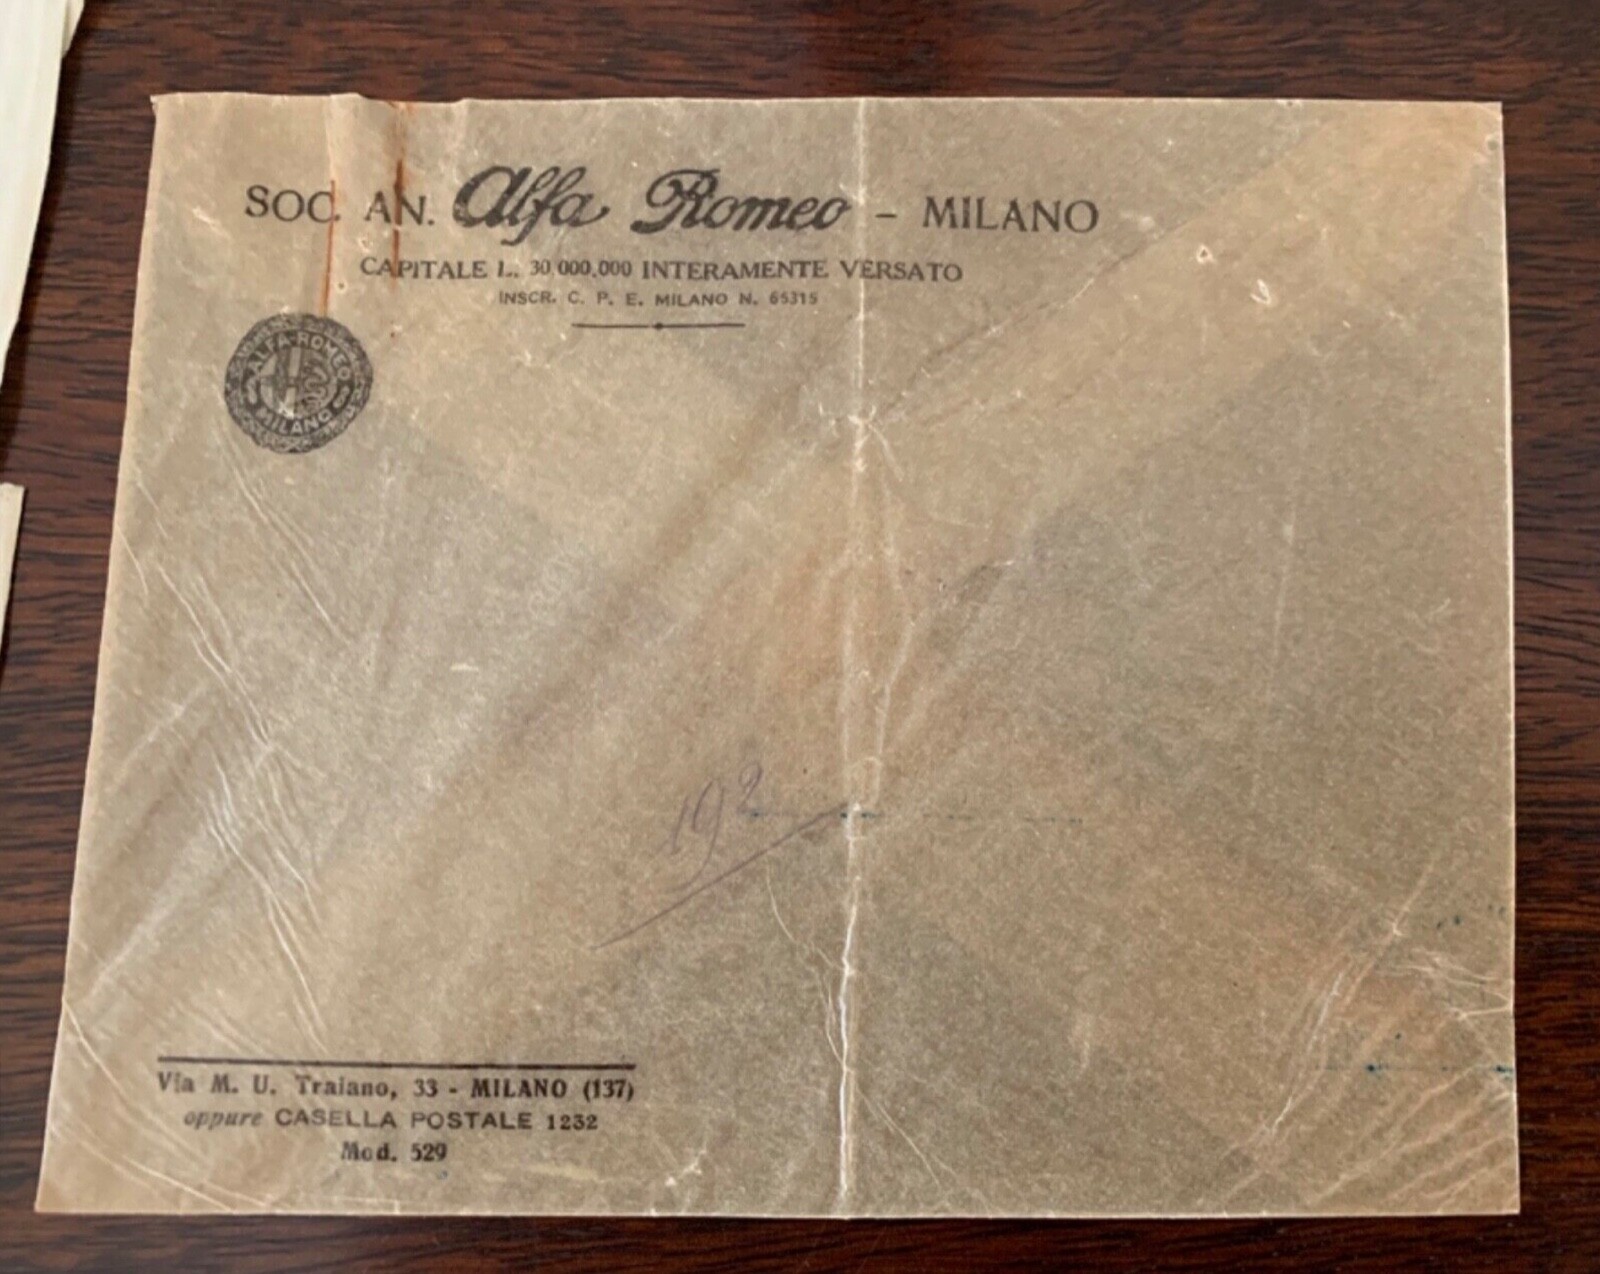 SOC. AN. Alfa Romeo - MILANO
CAPITALE L. 30,000,000 INTERAMENTE VERSATO
INSCR. C. P. E. MILANO N. 65315
ALFA-ROMEO
MILANO
192
Via M. U. Traiano, 33 - MILANO (137)
oppure CASELLA POSTALE 1232
Mod. 529